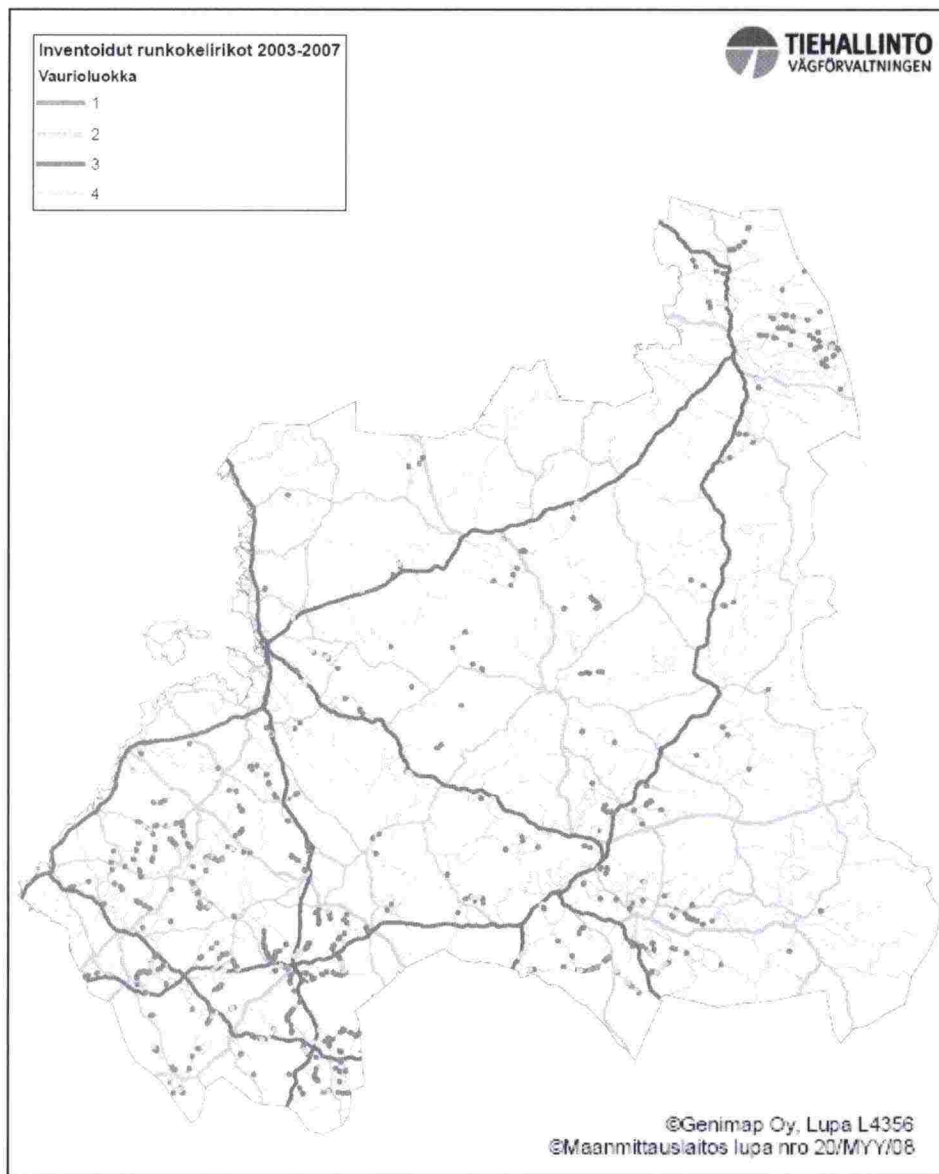 Inventoidut runkokelirikot 2003-2007
Vaurioluokka
1
2
3
4
TIEHALLINTO
VÄGFÖRVALTNINGEN
©Genimap Oy, Lupa L4356
©Maanmittauslaitos lupa nro 20/MYY/08